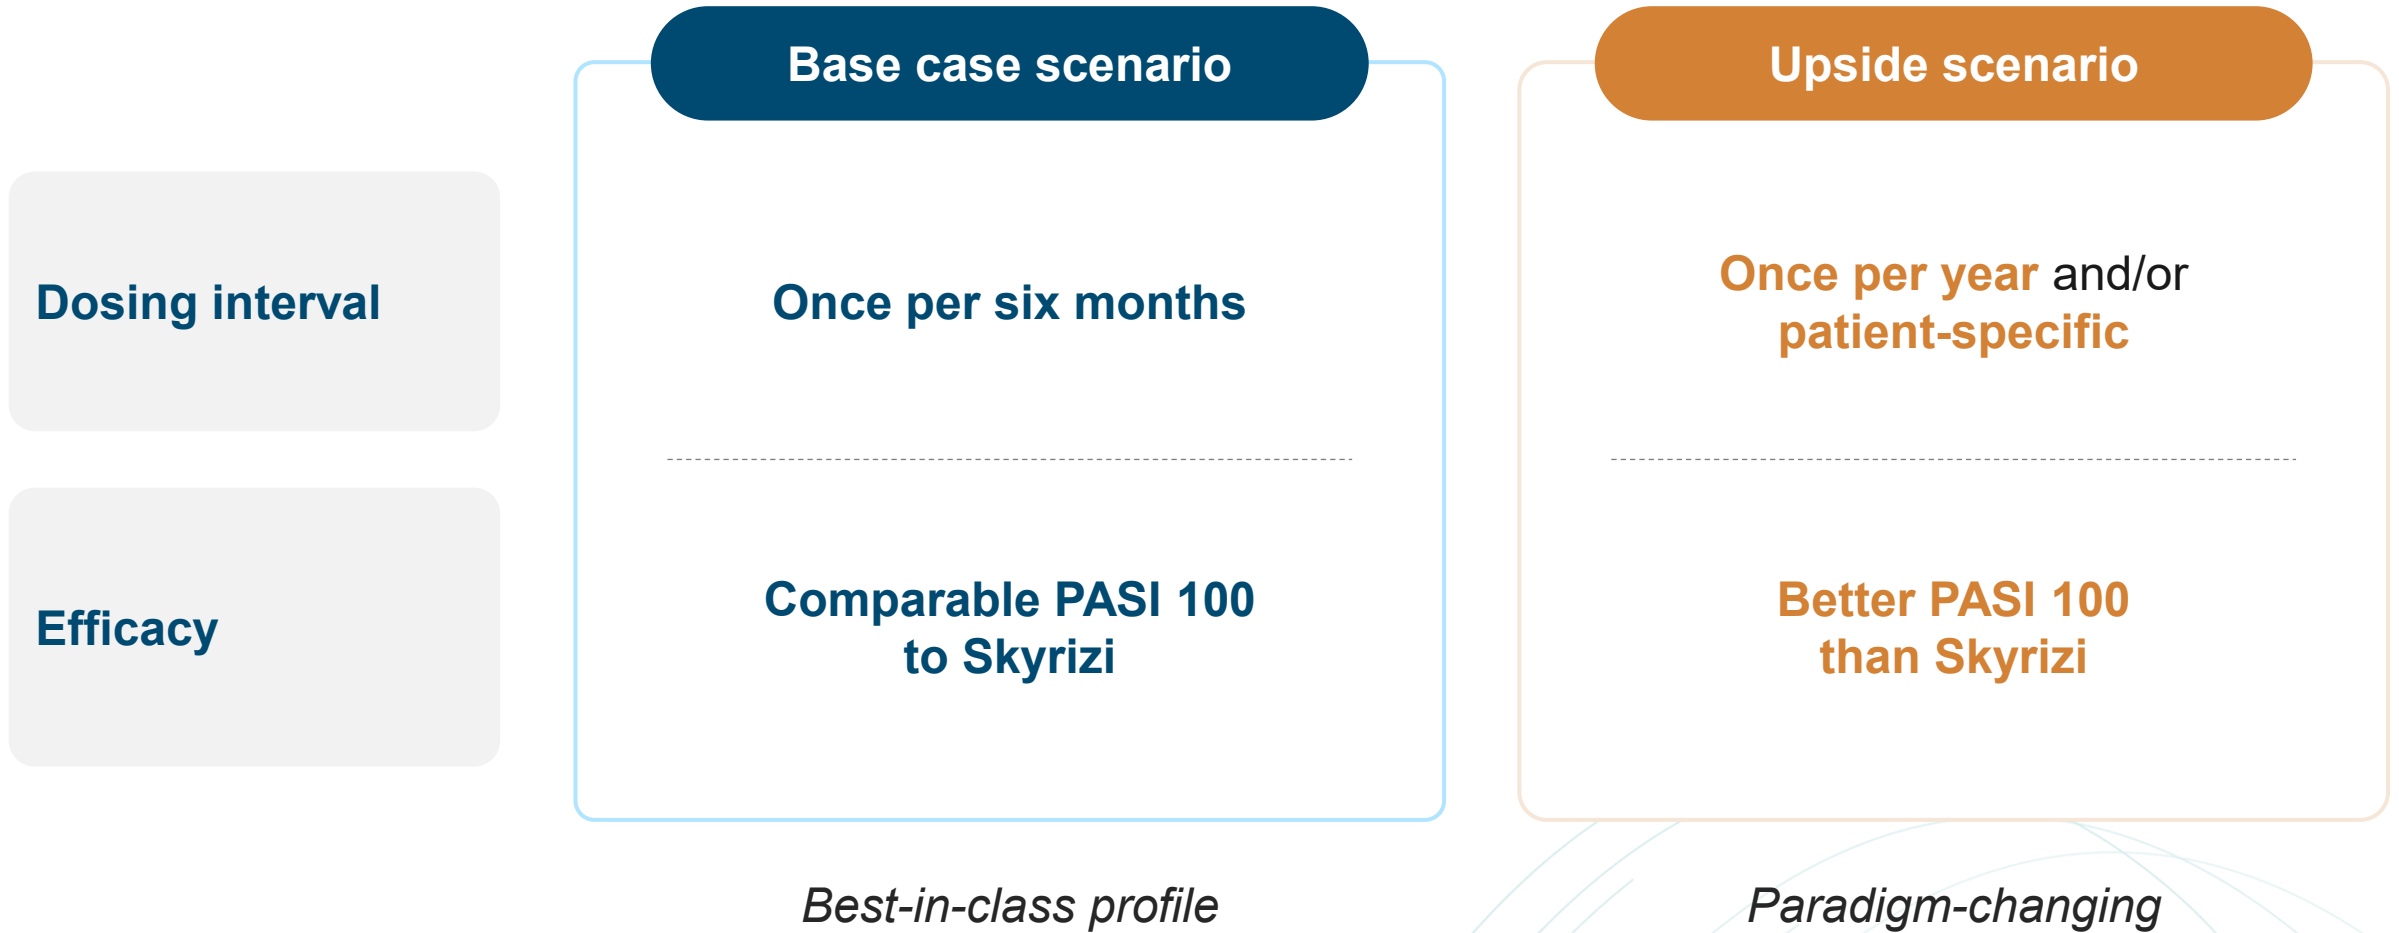 Base case scenario
Upside scenario
Dosing interval
Once per six months
Once per year and/or
patient-specific
Efficacy
Comparable PASI 100
to Skyrizi
Better PASI 100
than Skyrizi
Best-in-class profile
Paradigm-changing